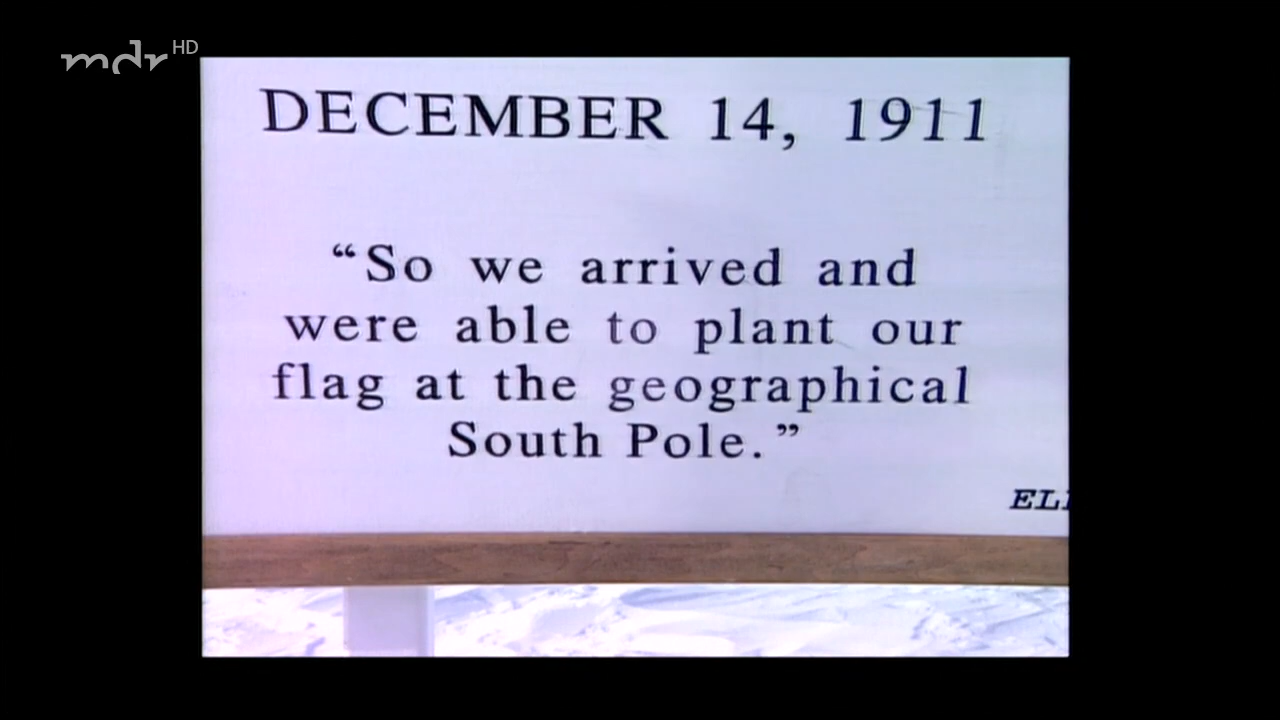 mdr HD
DECEMBER 14, 1911
“So we arrived and
were able to plant our
flag at the geographical
South Pole.”